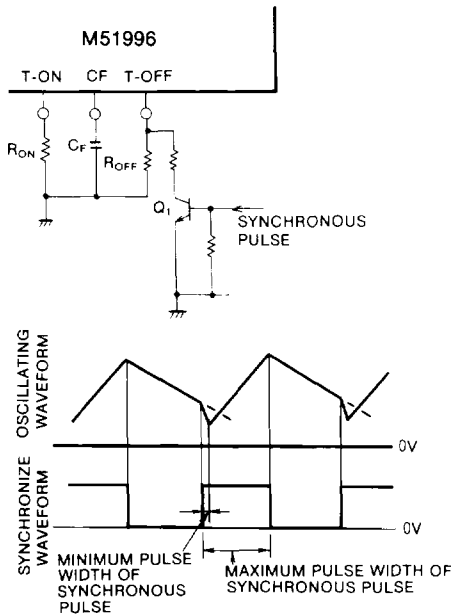 M51996
T-ON CF T-OFF
RON
CF
ROFF
Q1
SYNCHRONOUS
PULSE
OSCILLATING
WAVEFORM
0V
SYNCHRONIZE
WAVEFORM
0V
MINIMUM PULSE
WIDTH OF
SYNCHRONOUS
PULSE
MAXIMUM PULSE WIDTH OF
SYNCHRONOUS PULSE